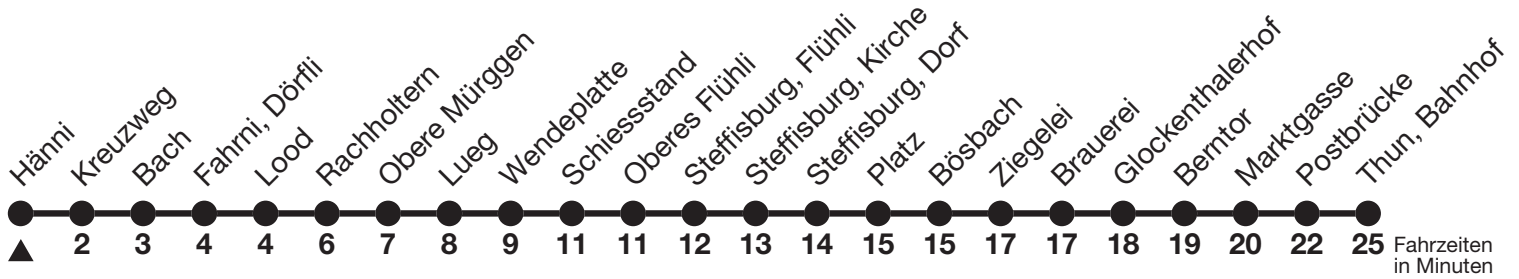 Hänni
Kreuzweg
Bach
Fahrni, Dörfli
Lood
Rachholtern
Obere Mürggen
Lueg
Wendeplatte
Schiessstand
Oberes Flühli
Steffisburg, Flühli
Steffisburg, Kirche
Steffisburg, Dorf
Platz
Bösbach
Ziegelei
Brauerei
Glockenthalerhof
Berntor
Marktgasse
Postbrücke
Thun, Bahnhof
2 3 4 4 6 7 8 9 11 11 12 13 14 15 15 17 17 18 19 20 22 25 Fahrzeiten
in Minuten